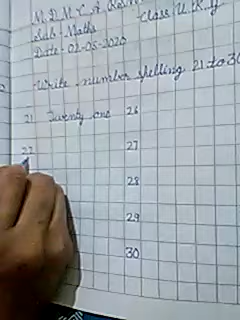 M. D. M. C. A
Class/U.K.G
Sub - Maths
Date - 02-05-2020
Write number spelling 21 to 30
21 Twenty one 26
22 27
28
29
30